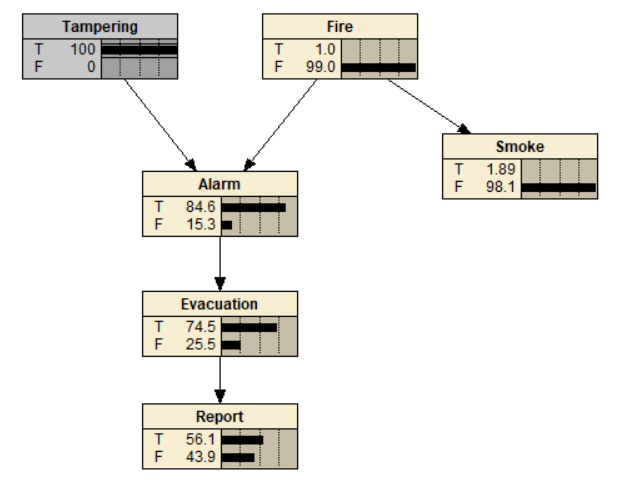 Tampering
T 100
F 0
Fire
T 1.0
F 99.0
Smoke
T 1.89
F 98.1
Alarm
T 84.6
F 15.3
Evacuation
T 74.5
F 25.5
Report
T 56.1
F 43.9